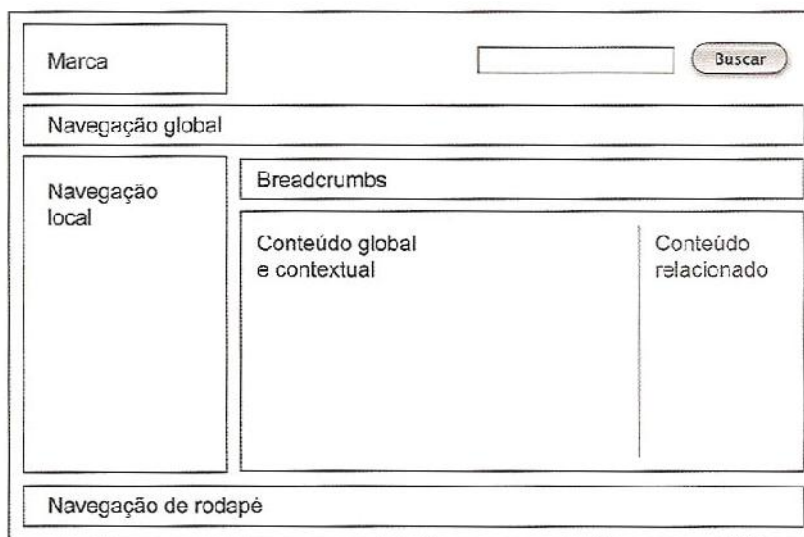 Marca
Buscar
Navegação global
Navegação
local
Breadcrumbs
Conteúdo global
e contextual
Conteúdo
relacionado
Navegação de rodapé